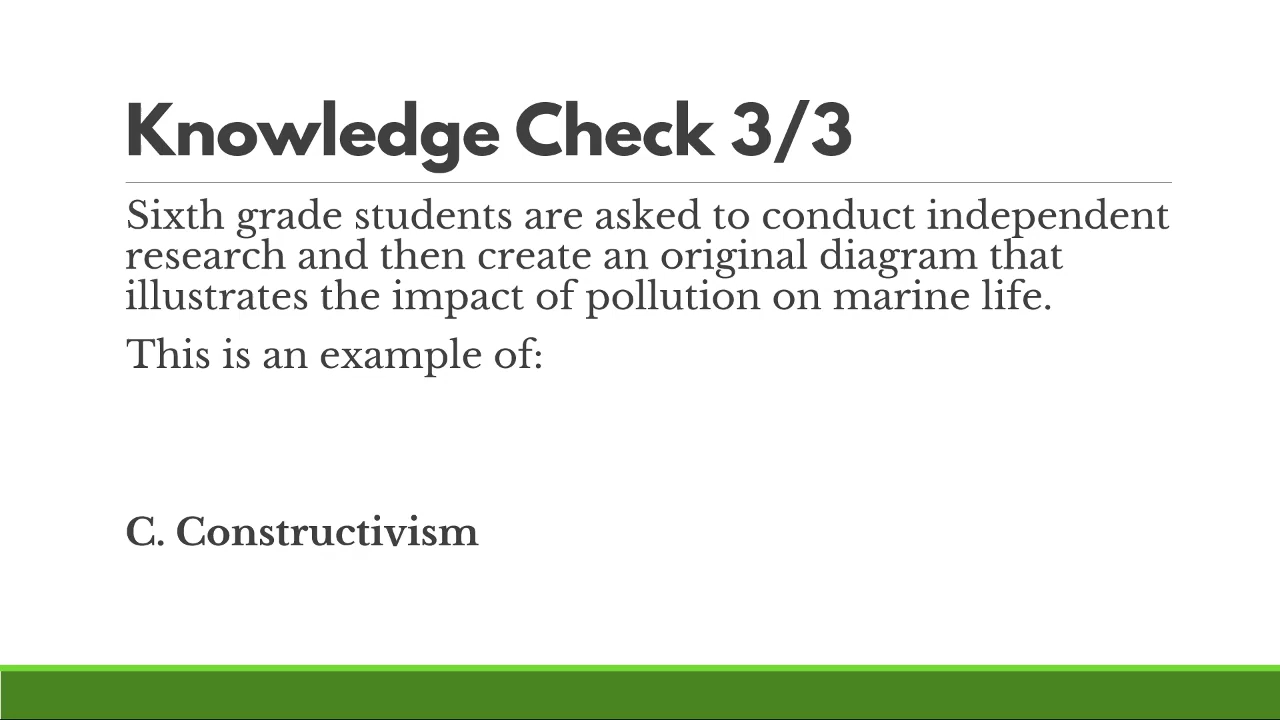 Knowledge Check 3/3
Sixth grade students are asked to conduct independent
research and then create an original diagram that
illustrates the impact of pollution on marine life.
This is an example of:
C. Constructivism